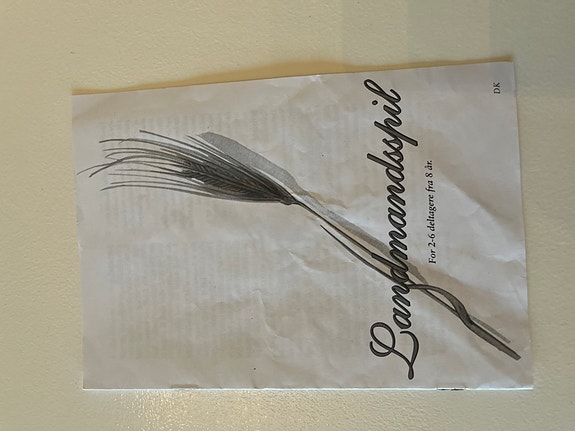 DK
Landmandsspil
For 2-6 deltagere fra 8 år.